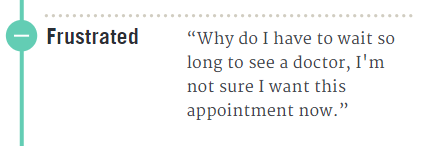 Frustrated
“Why do I have to wait so
long to see a doctor, I'm
not sure I want this
appointment now.”